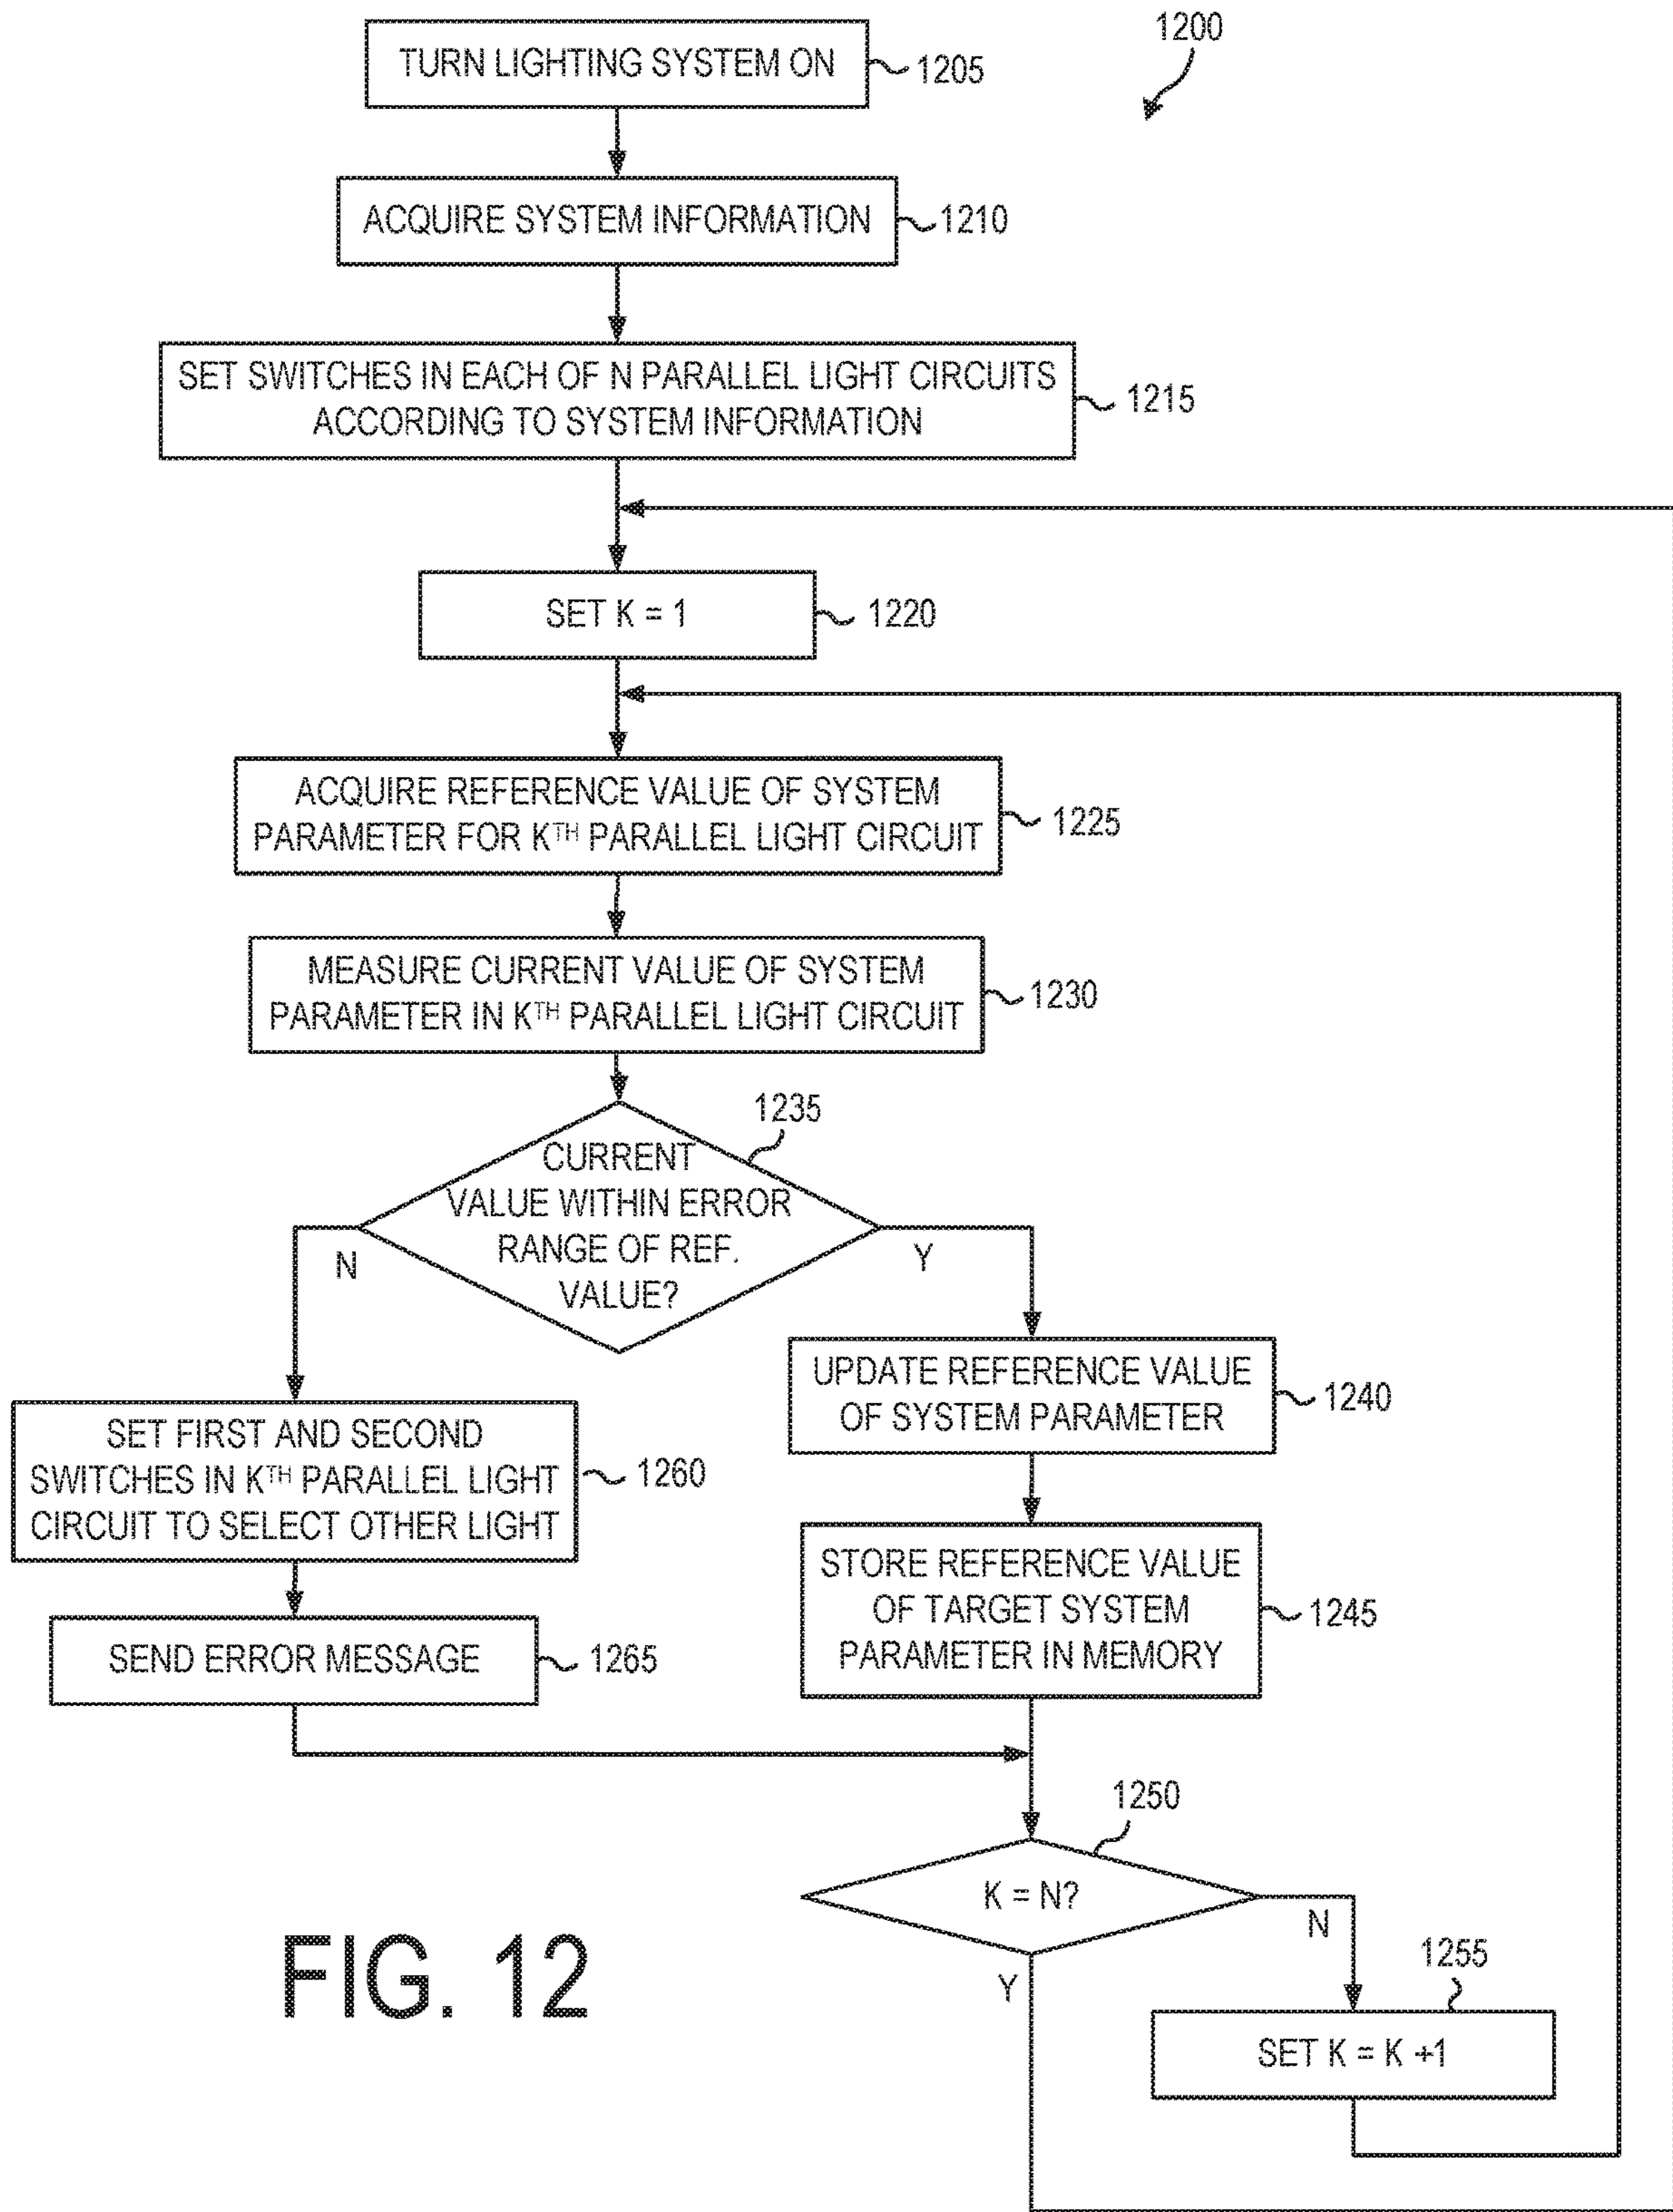 1200
TURN LIGHTING SYSTEM ON
1205
ACQUIRE SYSTEM INFORMATION
1210
SET SWITCHES IN EACH OF N PARALLEL LIGHT CIRCUITS
ACCORDING TO SYSTEM INFORMATION
1215
SET K = 1
1220
ACQUIRE REFERENCE VALUE OF SYSTEM
PARAMETER FOR KTH PARALLEL LIGHT CIRCUIT
1225
MEASURE CURRENT VALUE OF SYSTEM
PARAMETER IN KTH PARALLEL LIGHT CIRCUIT
1230
1235
CURRENT
VALUE WITHIN ERROR
RANGE OF REF.
VALUE?
N
Y
UPDATE REFERENCE VALUE
OF SYSTEM PARAMETER
1240
SET FIRST AND SECOND
SWITCHES IN KTH PARALLEL LIGHT
CIRCUIT TO SELECT OTHER LIGHT
1260
STORE REFERENCE VALUE
OF TARGET SYSTEM
PARAMETER IN MEMORY
1245
SEND ERROR MESSAGE
1265
1250
K = N?
N
Y
1255
SET K = K +1
FIG. 12